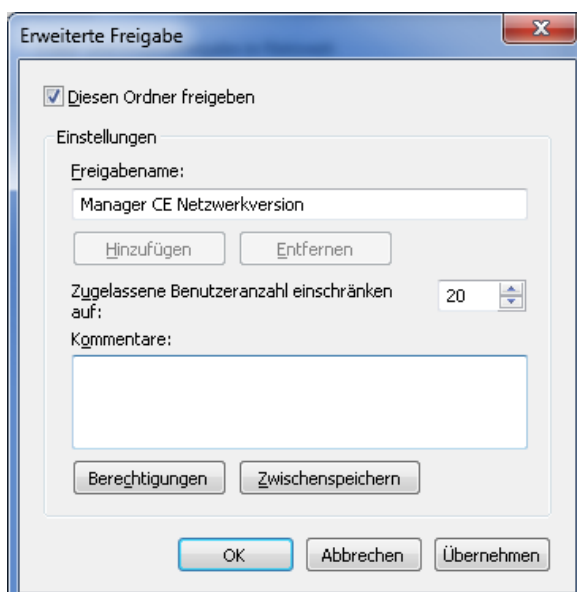 Erweiterte Freigabe
Diesen Ordner freigeben
Einstellungen
Freigabename:
Manager CE Netzwerkversion
Hinzufügen Entfernen
Zugelassene Benutzeranzahl einschränken
auf:
20
Kommentare:
Berechtigungen Zwischenspeichern
OK Abbrechen Übernehmen